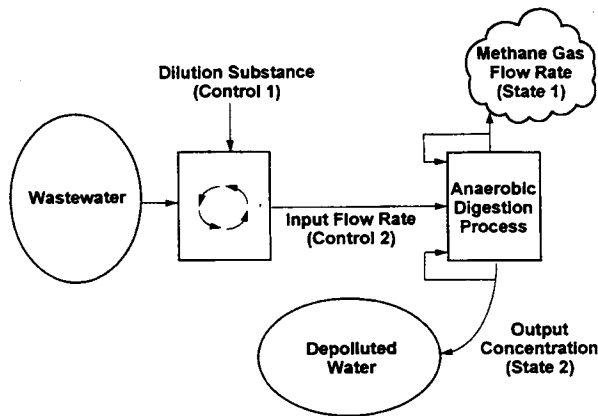 Methane Gas
Flow Rate
(State 1)
Dilution Substance
(Control 1)
Wastewater
Anaerobic
Digestion
Process
Input Flow Rate
(Control 2)
Depolluted
Water
Output
Concentration
(State 2)